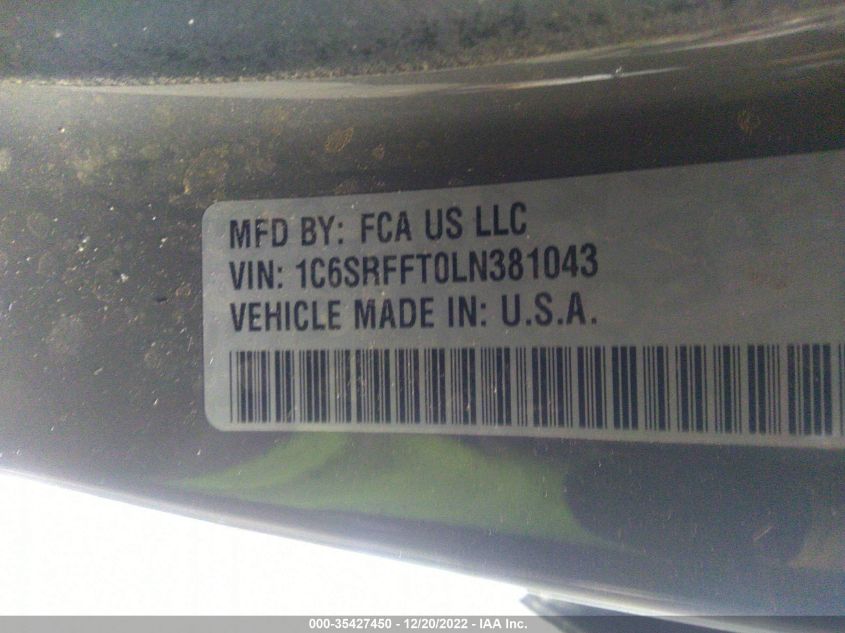 MFD BY: FCA US LLC
VIN: 1C6SRFFT0LN381043
VEHICLE MADE IN: U.S.A.
000-35427450 - 12/20/2022 - IAA Inc.